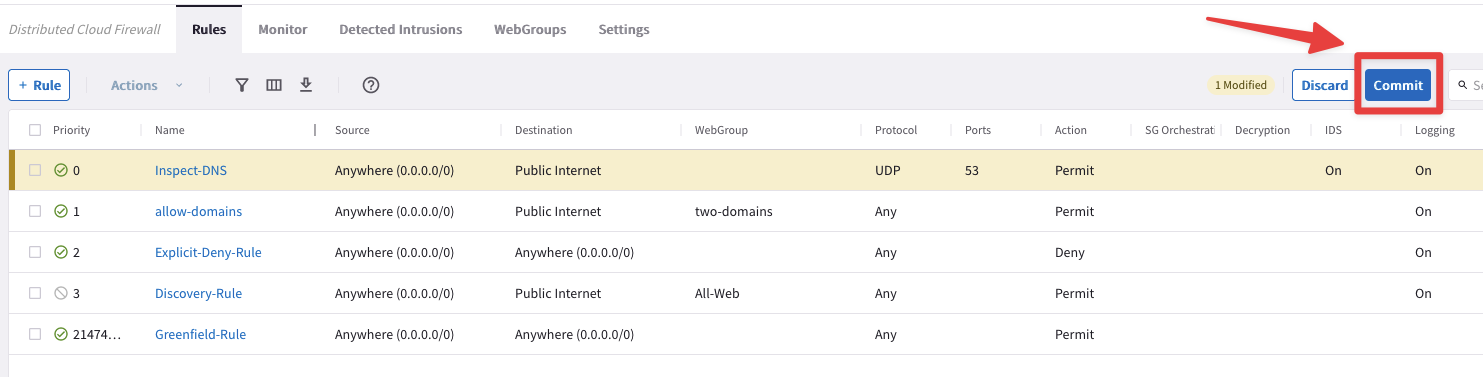 Distributed Cloud Firewall Rules Monitor Detected Intrusions WebGroups Settings
+ Rule Actions 1 Modified Discard Commit
Priority Name Source Destination WebGroup Protocol Ports Action SG Orchestrati Decryption IDS Logging
0 Inspect-DNS Anywhere (0.0.0.0/0) Public Internet UDP 53 Permit On On
1 allow-domains Anywhere (0.0.0.0/0) Public Internet two-domains Any Permit On
2 Explicit-Deny-Rule Anywhere (0.0.0.0/0) Anywhere (0.0.0.0/0) Any Deny On
3 Discovery-Rule Anywhere (0.0.0.0/0) Public Internet All-Web Any Permit On
21474... Greenfield-Rule Anywhere (0.0.0.0/0) Anywhere (0.0.0.0/0) Any Permit